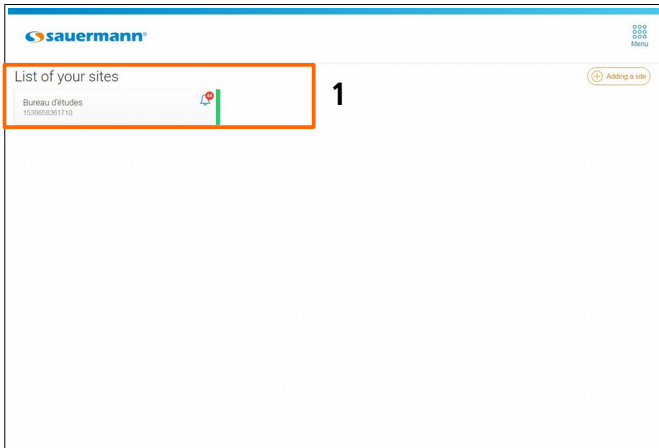 sauermann®
Menu
List of your sites
Adding a site
1
Bureau d'études
1536658361710